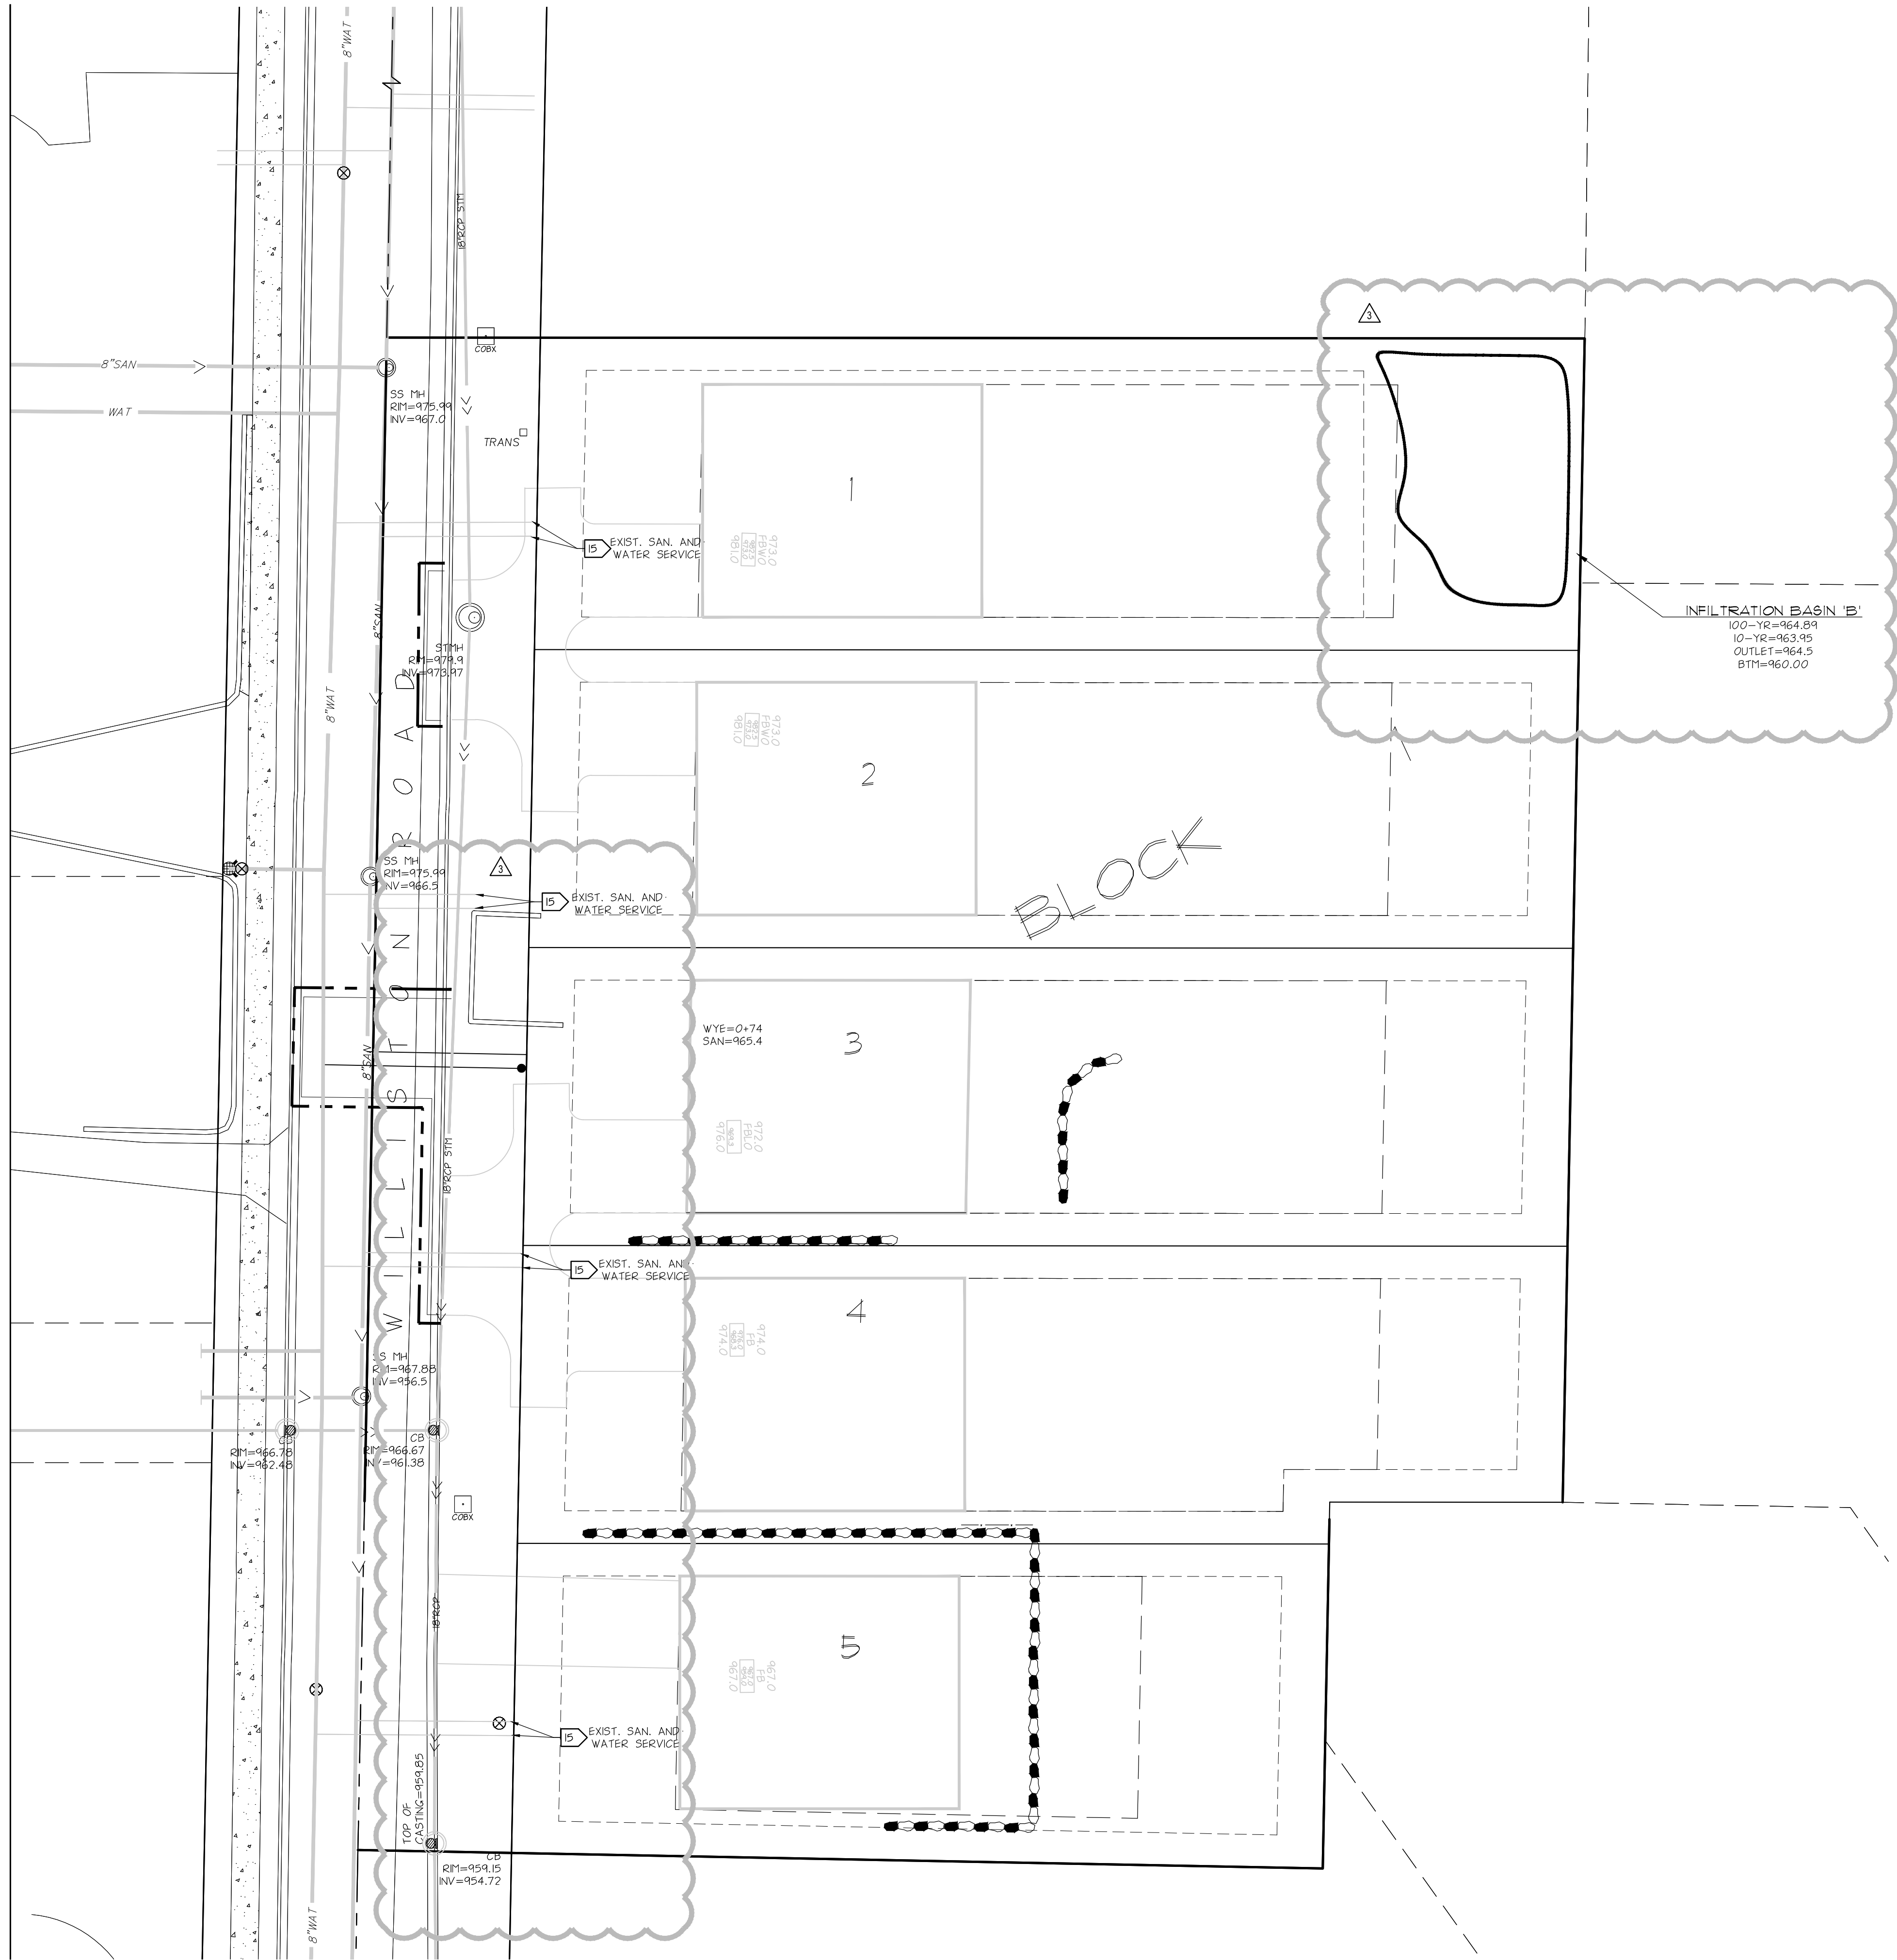 8"WAT
18"RCP STM
3
COBX
8"SAN
WAT
SS MH
RIM=975.99
INV=967.0
TRANS
1
15
EXIST. SAN. AND
WATER SERVICE
973.0
FBWO
981.0
8"SAN
INFILTRATION BASIN 'B'
100-YR=964.89
10-YR=963.95
OUTLET=964.5
BTM=960.00
STMH
RIM=979.9
INV=973.97
8"WAT
973.0
FBWO
981.0
2
BLOCK
SS MH
RIM=975.99
INV=966.5
3
15
EXIST. SAN. AND
WATER SERVICE
WILLISTON ROAD
WYE=0+74
SAN=965.4
3
8"SAN
972.0
FBLO
976.0
18"RCP STM
15
EXIST. SAN. AND
WATER SERVICE
4
974.0
FB
974.0
SS MH
RIM=967.88
INV=956.5
CB
RIM=966.78
INV=962.48
CB
RIM=966.67
INV=961.38
COBX
18"RCP
5
967.0
FB
967.0
15
EXIST. SAN. AND
WATER SERVICE
TOP OF
CASTING=959.85
CB
RIM=959.15
INV=954.72
8"WAT